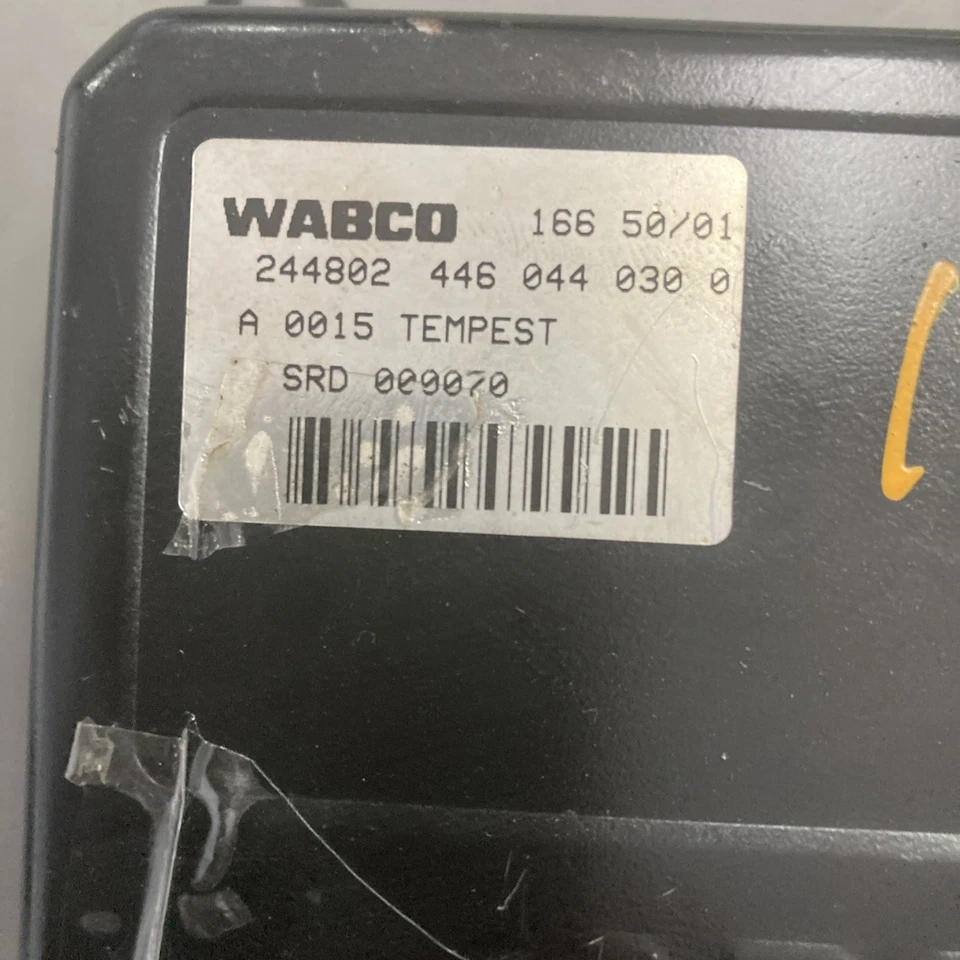 WABCO 166 50/01
244802 446 044 030 0
A 0015 TEMPEST
SRD 009070